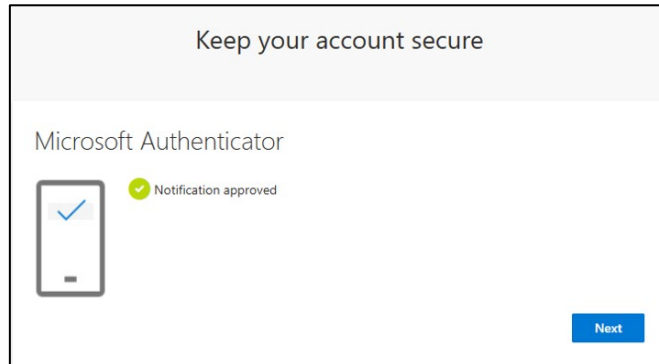 Keep your account secure
Microsoft Authenticator
Notification approved
Next